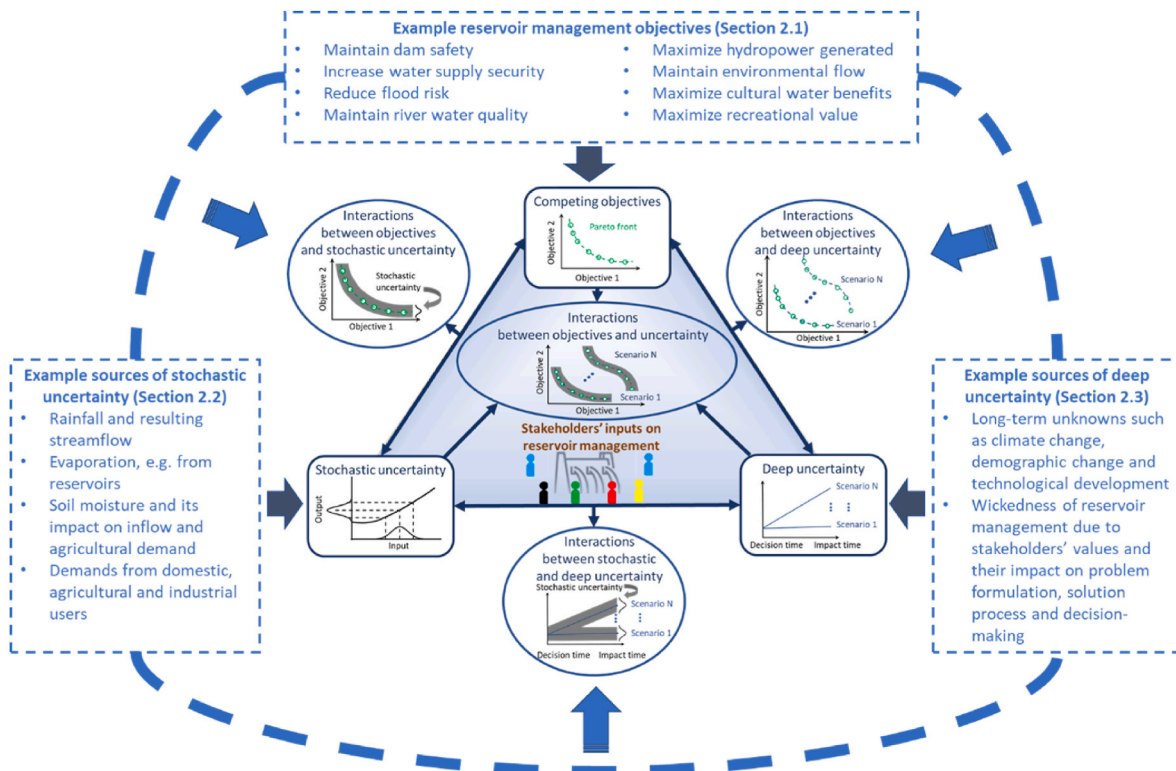 Example reservoir management objectives (Section 2.1)
• Maintain dam safety
• Increase water supply security
• Reduce flood risk
• Maintain river water quality
• Maximize hydropower generated
• Maintain environmental flow
• Maximize cultural water benefits
• Maximize recreational value
Competing objectives
Objective 2
Pareto front
Objective 1
Interactions
between objectives
and stochastic uncertainty
Objective 2
Stochastic
uncertainty
Objective 1
Interactions
between objectives
and deep uncertainty
Objective 2
Scenario N
Scenario 1
Objective 1
Interactions
between objectives and uncertainty
Objective 2
Scenario N
Scenario 1
Objective 1
Stakeholders' inputs on
reservoir management
Example sources of stochastic
uncertainty (Section 2.2)
• Rainfall and resulting
streamflow
• Evaporation, e.g. from
reservoirs
• Soil moisture and its
impact on inflow and
agricultural demand
• Demands from domestic,
agricultural and industrial
users
Stochastic uncertainty
Output
Input
Deep uncertainty
Scenario N
Scenario 1
Decision time
Impact time
Example sources of deep
uncertainty (Section 2.3)
• Long-term unknowns such
as climate change,
demographic change and
technological development
• Wickedness of reservoir
management due to
stakeholders' values and
their impact on problem
formulation, solution
process and decision-
making
Interactions
between stochastic
and deep uncertainty
Stochastic uncertainty
Scenario N
Scenario 1
Decision time
Impact time